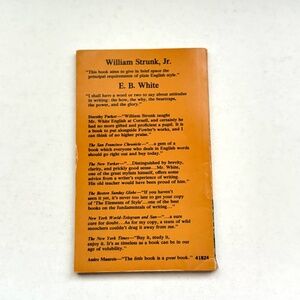 William Strunk, Jr.
"This book aims to give in brief space the
principal requirements of plain English style."
E. B. White
"I shall have a word or two to say about attitudes
in writing: the how, the why, the beartraps,
the power, and the glory."
Dorothy Parker—"William Strunk taught
Mr. White English at Cornell, and certainly he
had no more gifted and proficient a pupil. It is
a book to put alongside Fowler's works, and I
can think of no higher praise."
The San Francisco Chronicle—"...a gem of a
book which everyone who deals in English words
should go right out and buy today."
The New Yorker—"...Distinguished by brevity,
clarity, and prickly good sense...Mr. White,
one of the great stylists himself, offers some
advice from a writer's experience of writing.
His old teacher would have been proud of him."
The Boston Sunday Globe—"If you haven't
seen it yet, it's never too late to get your copy
of 'The Elements of Style'...one of the best
books on the fundamentals of writing..."
New York World-Telegram and Sun—"...a sure
cure for doubt...As for my copy, a team of wild
moochers couldn't drag it away from me."
The New York Times—"Buy it, study it,
enjoy it. It's as timeless as a book can be in our
age of volubility."
Andre Maurois—"The little book is a great book." 41824